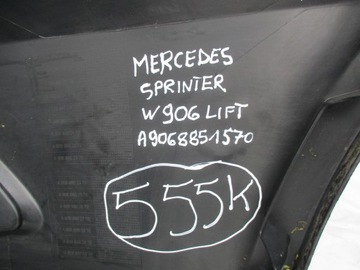 MERCEDES
SPRINTER
W906 LIFT
A9068851570
555K